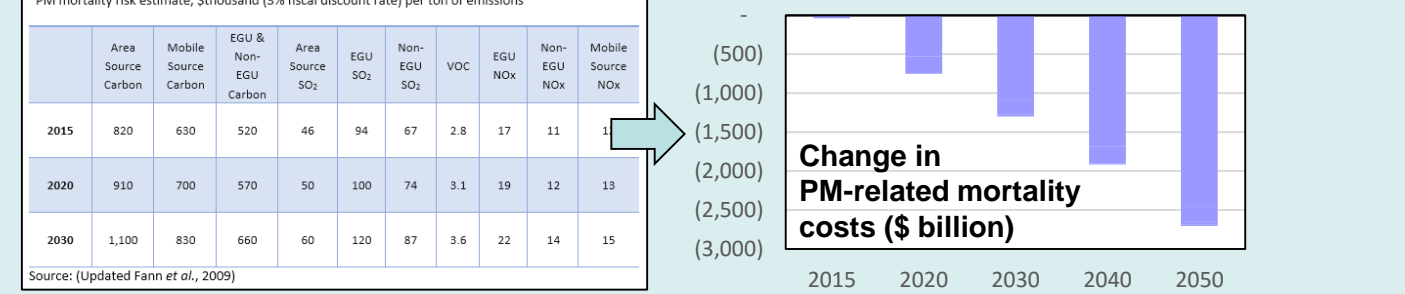 PM mortality risk estimate, $thousand (3% fiscal discount rate) per ton of emissions
Area Source Carbon | Mobile Source Carbon | EGU & Non-EGU Carbon | Area Source SO₂ | EGU SO₂ | Non-EGU SO₂ | VOC | EGU NOx | Non-EGU NOx | Mobile Source NOx
2015 820 630 520 46 94 67 2.8 17 11
2020 910 700 570 50 100 74 3.1 19 12 13
2030 1,100 830 660 60 120 87 3.6 22 14 15
Source: (Updated Fann et al., 2009)
-
(500)
(1,000)
(1,500)
(2,000)
(2,500)
(3,000)
Change in
PM-related mortality
costs ($ billion)
2015 2020 2030 2040 2050